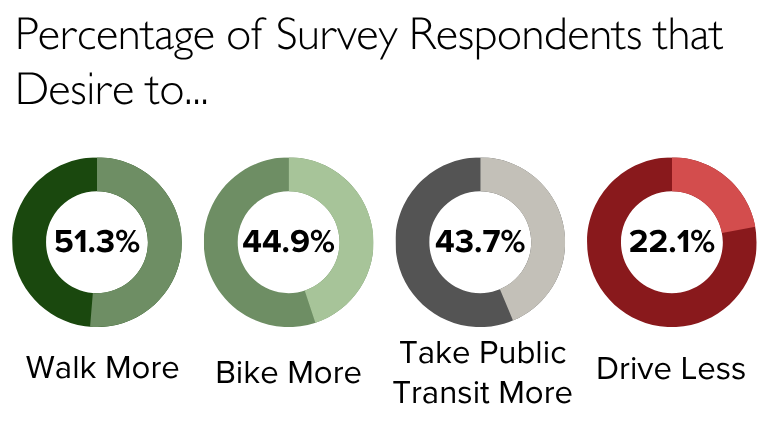 Percentage of Survey Respondents that
Desire to...
51.3%
44.9%
43.7%
22.1%
Walk More
Bike More
Take Public
Transit More
Drive Less